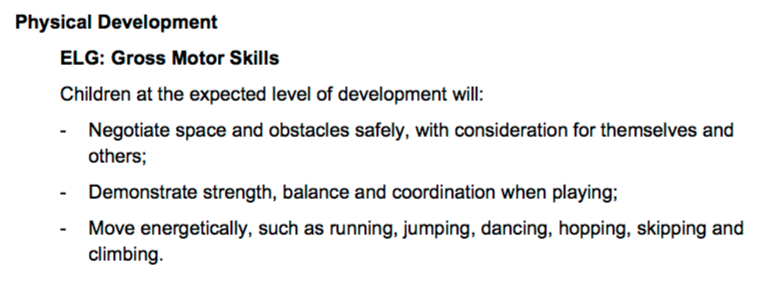 Physical Development
ELG: Gross Motor Skills
Children at the expected level of development will:
- Negotiate space and obstacles safely, with consideration for themselves and
others;
- Demonstrate strength, balance and coordination when playing;
- Move energetically, such as running, jumping, dancing, hopping, skipping and
climbing.